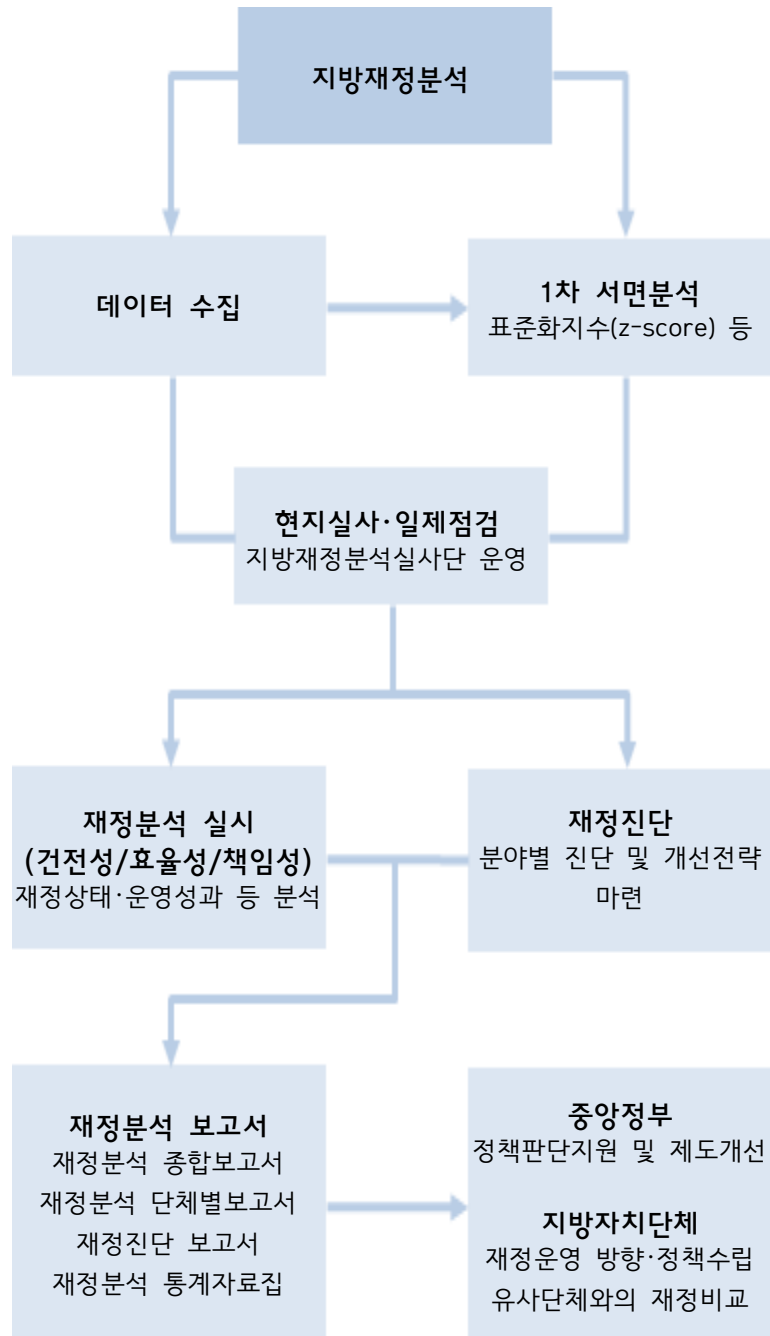 지방재정분석
데이터 수집
1차 서면분석
표준화지수(z-score) 등
현지실사·일제점검
지방재정분석실사단 운영
재정분석 실시
(건전성/효율성/책임성)
재정상태·운영성과 등 분석
재정진단
분야별 진단 및 개선전략
마련
재정분석 보고서
재정분석 종합보고서
재정분석 단체별보고서
재정진단 보고서
재정분석 통계자료집
중앙정부
정책판단지원 및 제도개선
지방자치단체
재정운영 방향·정책수립
유사단체와의 재정비교